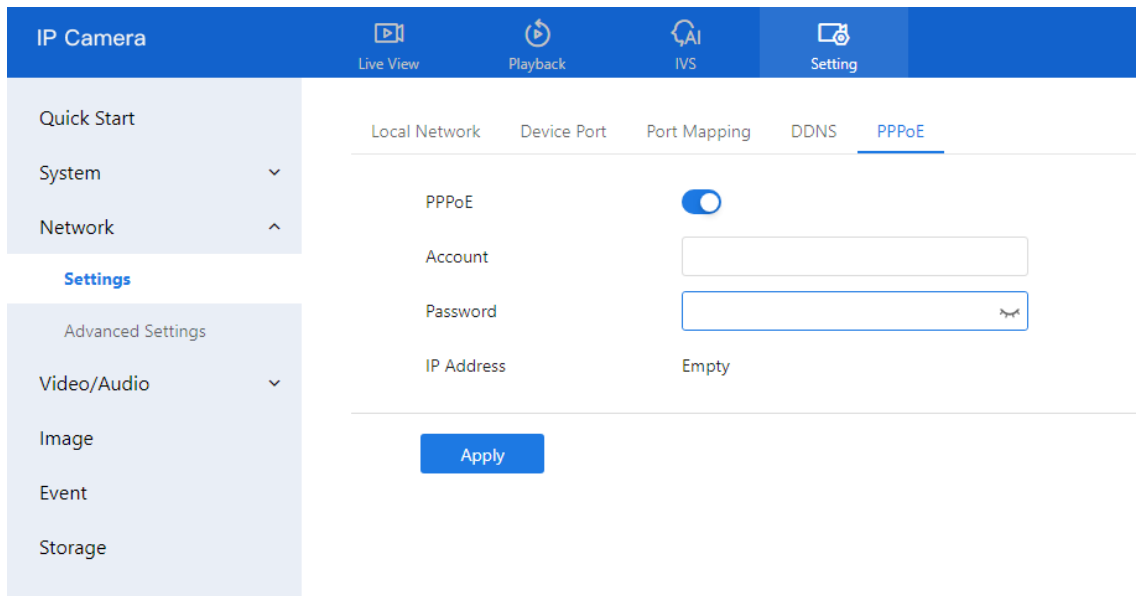 IP Camera
Live View
Playback
AI
IVS
Setting
Quick Start
System
Network
Settings
Advanced Settings
Video/Audio
Image
Event
Storage
Local Network Device Port Port Mapping DDNS PPPoE
PPPoE
Account
Password
IP Address Empty
Apply